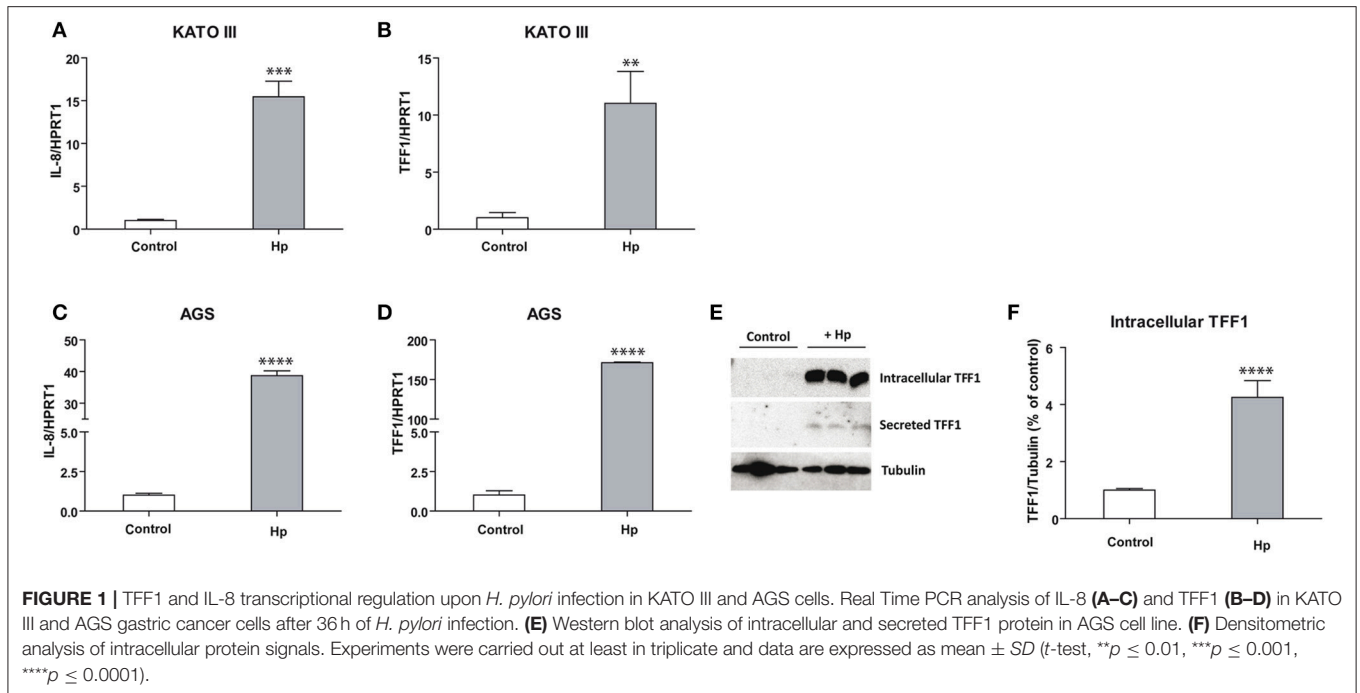 A
KATO III
IL-8/HPRT1
20
15
10
5
0
***
Control
Hp
B
KATO III
TFF1/HPRT1
15
10
5
0
**
Control
Hp
C
AGS
IL-8/HPRT1
50
40
30
5.0
2.5
0.0
****
Control
Hp
D
AGS
TFF1/HPRT1
200
150
100
5.0
2.5
0.0
****
Control
Hp
E
Control
+ Hp
Intracellular TFF1
Secreted TFF1
Tubulin
F
Intracellular TFF1
TFF1/Tubulin (% of control)
6
4
2
0
****
Control
Hp
FIGURE 1 | TFF1 and IL-8 transcriptional regulation upon H. pylori infection in KATO III and AGS cells. Real Time PCR analysis of IL-8 (A–C) and TFF1 (B–D) in KATO
III and AGS gastric cancer cells after 36 h of H. pylori infection. (E) Western blot analysis of intracellular and secreted TFF1 protein in AGS cell line. (F) Densitometric
analysis of intracellular protein signals. Experiments were carried out at least in triplicate and data are expressed as mean ± SD (t-test, **p ≤ 0.01, ***p ≤ 0.001,
****p ≤ 0.0001).